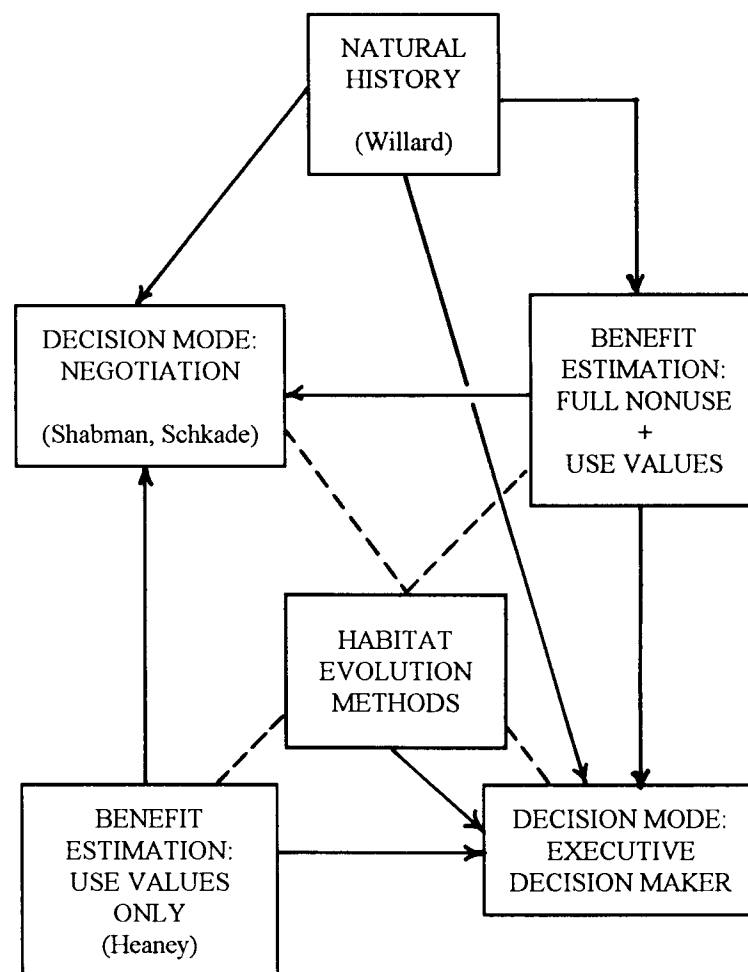 NATURAL
HISTORY
(Willard)
DECISION MODE:
NEGOTIATION
(Shabman, Schkade)
BENEFIT
ESTIMATION:
FULL NONUSE
+
USE VALUES
HABITAT
EVOLUTION
METHODS
BENEFIT
ESTIMATION:
USE VALUES
ONLY
(Heaney)
DECISION MODE:
EXECUTIVE
DECISION MAKER